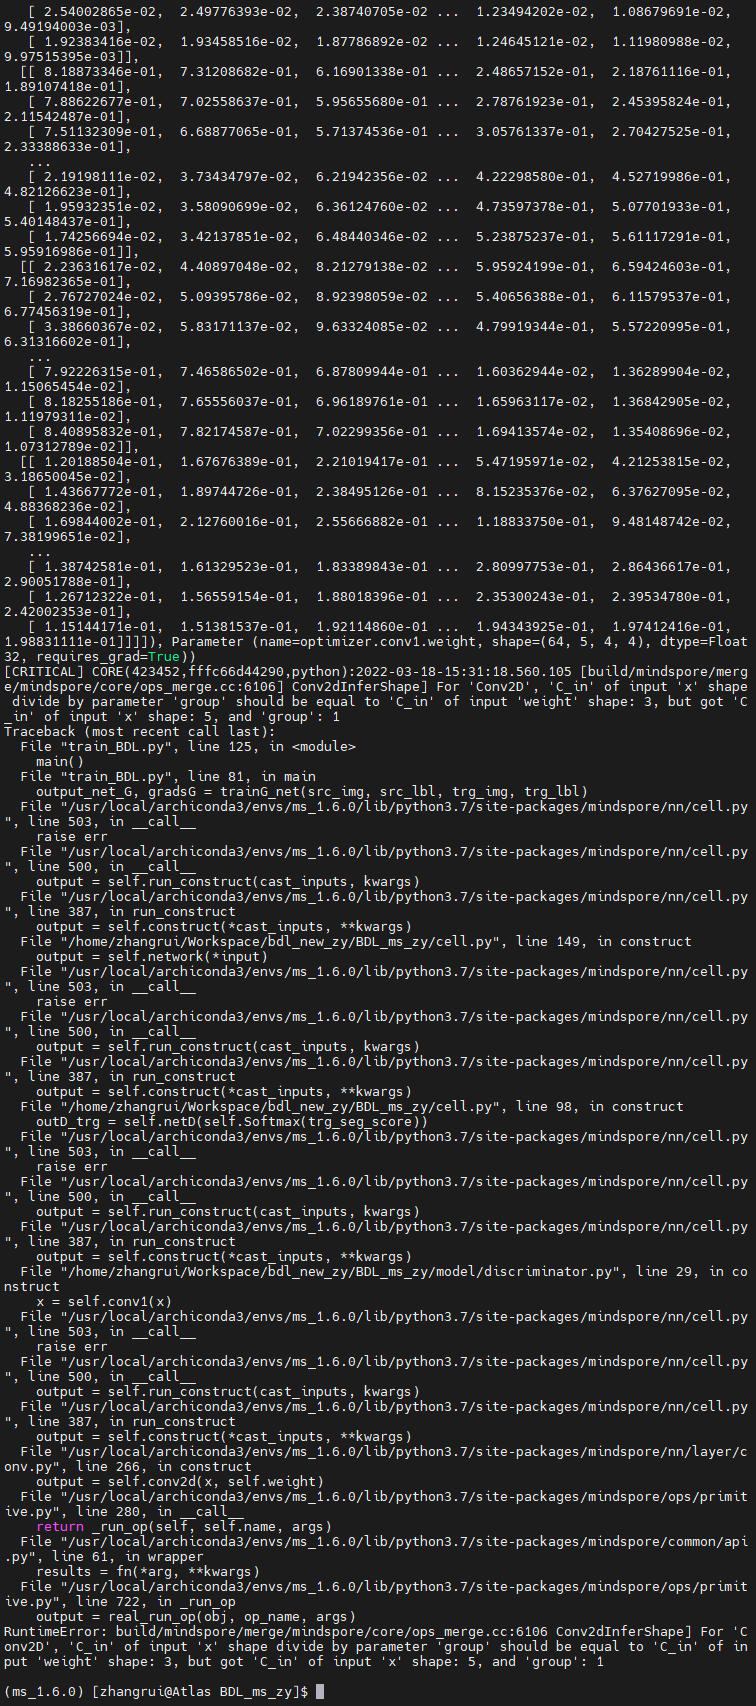 [ 2.54002865e-02,  2.49776393e-02,  2.38740705e-02 ...  1.23494202e-02,  1.08679691e-02,
9.49194003e-03],
   [ 1.92383416e-02,  1.93458516e-02,  1.87786892e-02 ...  1.24645121e-02,  1.11980988e-02,
9.97515395e-03]],
  [[ 8.18873346e-01,  7.31208682e-01,  6.16901338e-01 ...  2.48657152e-01,  2.18761116e-01,
1.89107418e-01],
   [ 7.88622677e-01,  7.02558637e-01,  5.95655680e-01 ...  2.78761923e-01,  2.45395824e-01,
2.11542487e-01],
   [ 7.51132309e-01,  6.68877065e-01,  5.71374536e-01 ...  3.05761337e-01,  2.70427525e-01,
2.33388633e-01],
   ...
   [ 2.19198111e-02,  3.73434797e-02,  6.21942356e-02 ...  4.22298580e-01,  4.52719986e-01,
4.82126623e-01],
   [ 1.95932351e-02,  3.58090699e-02,  6.36124760e-02 ...  4.73597378e-01,  5.07701933e-01,
5.40148437e-01],
   [ 1.74256694e-02,  3.42137851e-02,  6.48440346e-02 ...  5.23875237e-01,  5.61117291e-01,
5.95916986e-01]],
  [[ 2.23631617e-02,  4.40897048e-02,  8.21279138e-02 ...  5.95924199e-01,  6.59424603e-01,
7.16982365e-01],
   [ 2.76727024e-02,  5.09395786e-02,  8.92398059e-02 ...  5.40656388e-01,  6.11579537e-01,
6.77456319e-01],
   [ 3.38660367e-02,  5.83171137e-02,  9.63324085e-02 ...  4.79919344e-01,  5.57220995e-01,
6.31316602e-01],
   ...
   [ 7.92226315e-01,  7.46586502e-01,  6.87809944e-01 ...  1.60362944e-02,  1.36289904e-02,
1.15065454e-02],
   [ 8.18255186e-01,  7.65556037e-01,  6.96189761e-01 ...  1.65963117e-02,  1.36842905e-02,
1.11979311e-02],
   [ 8.40895832e-01,  7.82174587e-01,  7.02299356e-01 ...  1.69413574e-02,  1.35408696e-02,
1.07312789e-02]],
  [[ 1.20188504e-01,  1.67676389e-01,  2.21019417e-01 ...  5.47195971e-02,  4.21253815e-02,
3.18650045e-02],
   [ 1.43667772e-01,  1.89744726e-01,  2.38495126e-01 ...  8.15235376e-02,  6.37627095e-02,
4.88368236e-02],
   [ 1.69844002e-01,  2.12760016e-01,  2.55666882e-01 ...  1.18833750e-01,  9.48148742e-02,
7.38199651e-02],
   ...
   [ 1.38742581e-01,  1.61329523e-01,  1.83389843e-01 ...  2.80997753e-01,  2.86436617e-01,
2.90051788e-01],
   [ 1.26712322e-01,  1.56559154e-01,  1.88018396e-01 ...  2.35300243e-01,  2.39534780e-01,
2.42002353e-01],
   [ 1.15144171e-01,  1.51381537e-01,  1.92114860e-01 ...  1.94343925e-01,  1.97412416e-01,
1.98831111e-01]]]]), Parameter (name=optimizer.conv1.weight, shape=(64, 5, 4, 4), dtype=Float
32, requires_grad=True))
[CRITICAL] CORE(423452,fffc66d44290,python):2022-03-18-15:31:18.560.105 [build/mindspore/merg
e/mindspore/core/ops_merge.cc:6106] Conv2dInferShape] For 'Conv2D', 'C_in' of input 'x' shape
 divide by parameter 'group' should be equal to 'C_in' of input 'weight' shape: 3, but got 'C
_in' of input 'x' shape: 5, and 'group': 1
Traceback (most recent call last):
  File "train_BDL.py", line 125, in <module>
    main()
  File "train_BDL.py", line 81, in main
    output_net_G, gradsG = trainG_net(src_img, src_lbl, trg_img, trg_lbl)
  File "/usr/local/archiconda3/envs/ms_1.6.0/lib/python3.7/site-packages/mindspore/nn/cell.py
", line 503, in __call__
    raise err
  File "/usr/local/archiconda3/envs/ms_1.6.0/lib/python3.7/site-packages/mindspore/nn/cell.py
", line 500, in __call__
    output = self.run_construct(cast_inputs, kwargs)
  File "/usr/local/archiconda3/envs/ms_1.6.0/lib/python3.7/site-packages/mindspore/nn/cell.py
", line 387, in run_construct
    output = self.construct(*cast_inputs, **kwargs)
  File "/home/zhangrui/Workspace/bdl_new_zy/BDL_ms_zy/cell.py", line 149, in construct
    output = self.network(*input)
  File "/usr/local/archiconda3/envs/ms_1.6.0/lib/python3.7/site-packages/mindspore/nn/cell.py
", line 503, in __call__
    raise err
  File "/usr/local/archiconda3/envs/ms_1.6.0/lib/python3.7/site-packages/mindspore/nn/cell.py
", line 500, in __call__
    output = self.run_construct(cast_inputs, kwargs)
  File "/usr/local/archiconda3/envs/ms_1.6.0/lib/python3.7/site-packages/mindspore/nn/cell.py
", line 387, in run_construct
    output = self.construct(*cast_inputs, **kwargs)
  File "/home/zhangrui/Workspace/bdl_new_zy/BDL_ms_zy/cell.py", line 98, in construct
    outD_trg = self.netD(self.Softmax(trg_seg_score))
  File "/usr/local/archiconda3/envs/ms_1.6.0/lib/python3.7/site-packages/mindspore/nn/cell.py
", line 503, in __call__
    raise err
  File "/usr/local/archiconda3/envs/ms_1.6.0/lib/python3.7/site-packages/mindspore/nn/cell.py
", line 500, in __call__
    output = self.run_construct(cast_inputs, kwargs)
  File "/usr/local/archiconda3/envs/ms_1.6.0/lib/python3.7/site-packages/mindspore/nn/cell.py
", line 387, in run_construct
    output = self.construct(*cast_inputs, **kwargs)
  File "/home/zhangrui/Workspace/bdl_new_zy/BDL_ms_zy/model/discriminator.py", line 29, in co
nstruct
    x = self.conv1(x)
  File "/usr/local/archiconda3/envs/ms_1.6.0/lib/python3.7/site-packages/mindspore/nn/cell.py
", line 503, in __call__
    raise err
  File "/usr/local/archiconda3/envs/ms_1.6.0/lib/python3.7/site-packages/mindspore/nn/cell.py
", line 500, in __call__
    output = self.run_construct(cast_inputs, kwargs)
  File "/usr/local/archiconda3/envs/ms_1.6.0/lib/python3.7/site-packages/mindspore/nn/cell.py
", line 387, in run_construct
    output = self.construct(*cast_inputs, **kwargs)
  File "/usr/local/archiconda3/envs/ms_1.6.0/lib/python3.7/site-packages/mindspore/nn/layer/c
onv.py", line 266, in construct
    output = self.conv2d(x, self.weight)
  File "/usr/local/archiconda3/envs/ms_1.6.0/lib/python3.7/site-packages/mindspore/ops/primit
ive.py", line 280, in __call__
    return _run_op(self, self.name, args)
  File "/usr/local/archiconda3/envs/ms_1.6.0/lib/python3.7/site-packages/mindspore/common/api
.py", line 61, in wrapper
    results = fn(*arg, **kwargs)
  File "/usr/local/archiconda3/envs/ms_1.6.0/lib/python3.7/site-packages/mindspore/ops/primit
ive.py", line 722, in _run_op
    output = real_run_op(obj, op_name, args)
RuntimeError: build/mindspore/merge/mindspore/core/ops_merge.cc:6106 Conv2dInferShape] For 'C
onv2D', 'C_in' of input 'x' shape divide by parameter 'group' should be equal to 'C_in' of in
put 'weight' shape: 3, but got 'C_in' of input 'x' shape: 5, and 'group': 1
(ms_1.6.0) [zhangrui@Atlas BDL_ms_zy]$